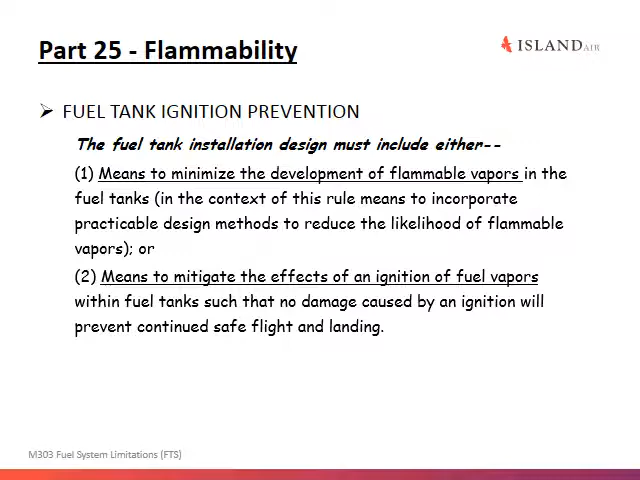 Part 25 - Flammability
ISLAND AIR
➢ FUEL TANK IGNITION PREVENTION
The fuel tank installation design must include either--
(1) Means to minimize the development of flammable vapors in the
fuel tanks (in the context of this rule means to incorporate
practicable design methods to reduce the likelihood of flammable
vapors); or
(2) Means to mitigate the effects of an ignition of fuel vapors
within fuel tanks such that no damage caused by an ignition will
prevent continued safe flight and landing.
M303 Fuel System Limitations (FTS)